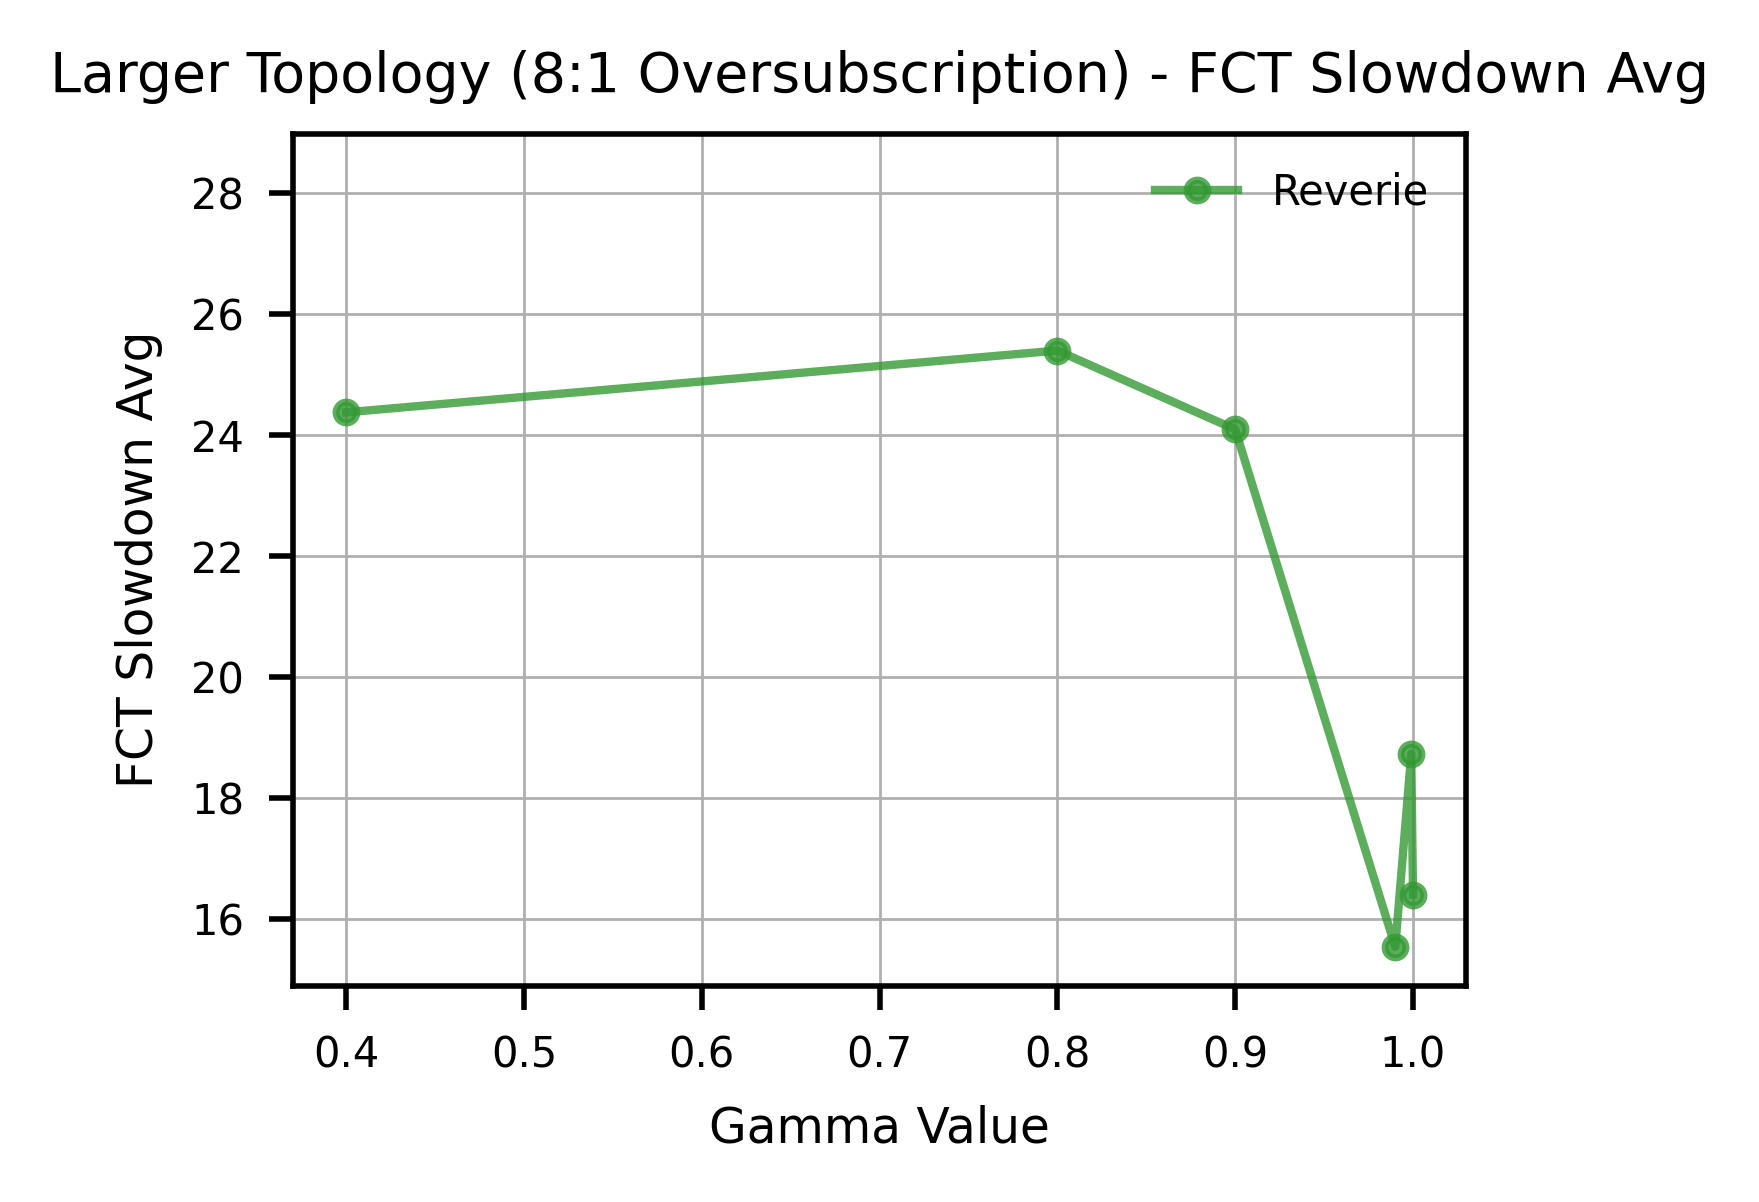 Larger Topology (8:1 Oversubscription) - FCT Slowdown Avg
Reverie
FCT Slowdown Avg
28
26
24
22
20
18
16
0.4 0.5 0.6 0.7 0.8 0.9 1.0
Gamma Value